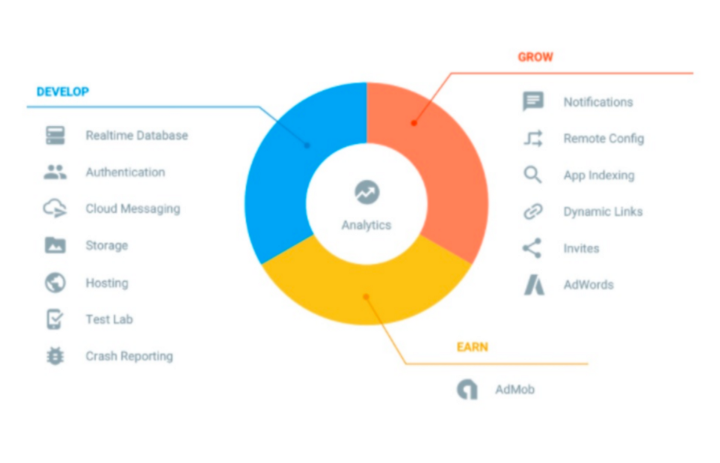 DEVELOP
Realtime Database
Authentication
Cloud Messaging
Storage
Hosting
Test Lab
Crash Reporting
Analytics
GROW
Notifications
Remote Config
App Indexing
Dynamic Links
Invites
AdWords
EARN
AdMob